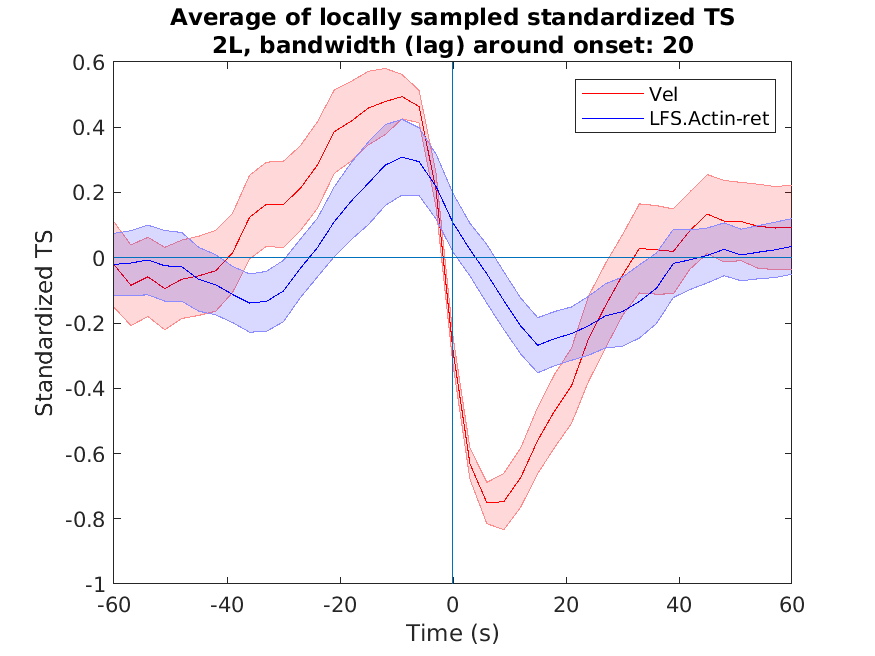 Average of locally sampled standardized TS
2L, bandwidth (lag) around onset: 20
Vel
LFS.Actin-ret
0.6
0.4
0.2
0
-0.2
-0.4
-0.6
-0.8
-1
Standardized TS
-60 -40 -20 0 20 40 60
Time (s)